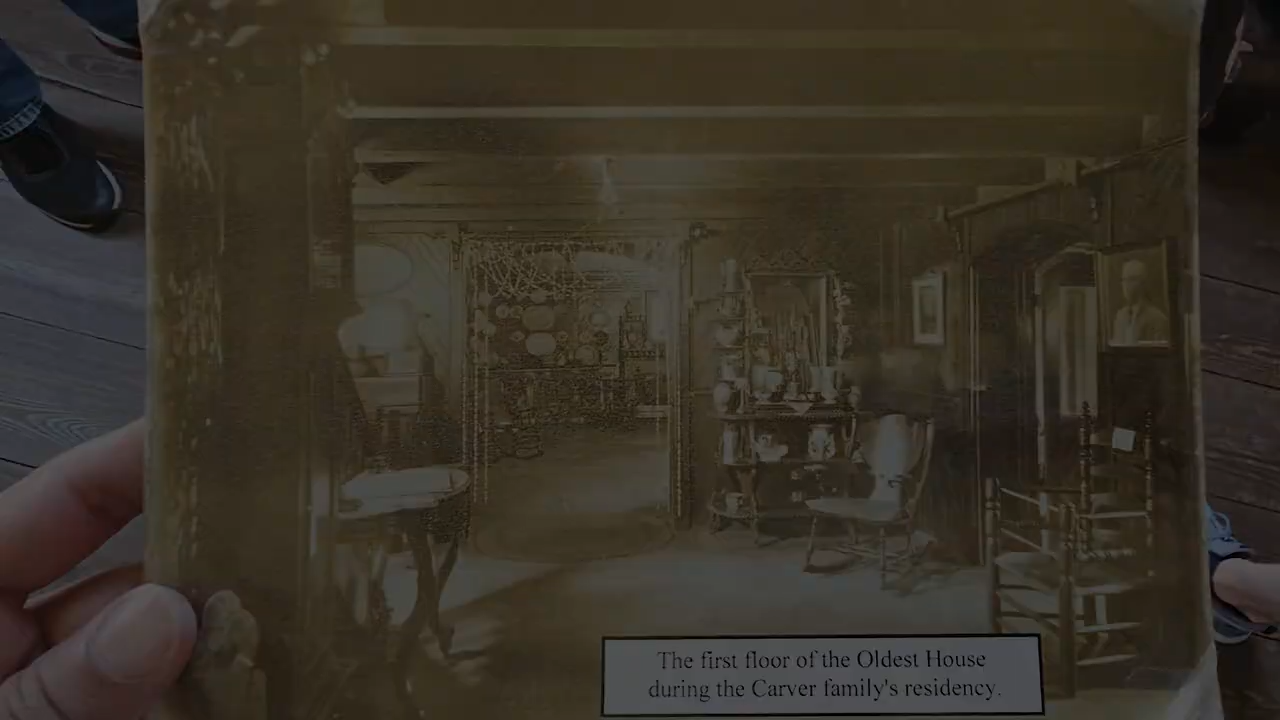 The first floor of the Oldest House
during the Carver family's residency.